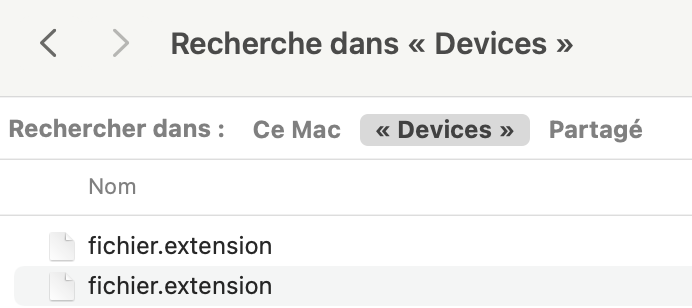 Recherche dans « Devices »
Rechercher dans : Ce Mac « Devices » Partagé
Nom
fichier.extension
fichier.extension